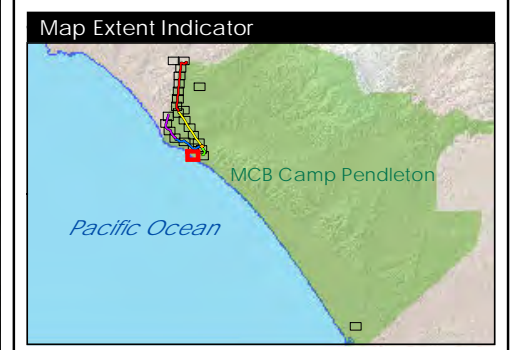 Map Extent Indicator
MCB Camp Pendleton
Pacific Ocean